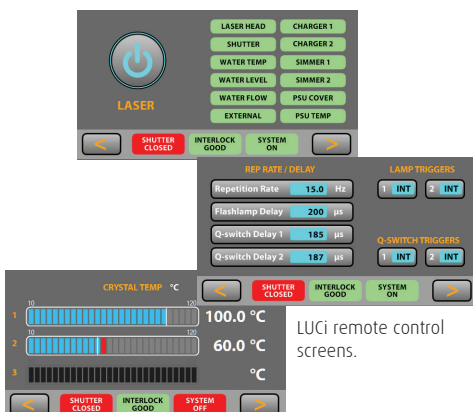 LASER HEAD CHARGER 1
SHUTTER CHARGER 2
WATER TEMP SIMMER 1
WATER LEVEL SIMMER 2
WATER FLOW PSU COVER
EXTERNAL PSU TEMP
LASER
< SHUTTER CLOSED INTERLOCK GOOD SYSTEM ON >
REP RATE / DELAY LAMP TRIGGERS
Repetition Rate 15.0 Hz 1 INT 2 INT
Flashlamp Delay 200 µs
Q-switch Delay 1 185 µs
Q-SWITCH TRIGGERS
Q-switch Delay 2 187 µs 1 INT 2 INT
< SHUTTER CLOSED INTERLOCK GOOD SYSTEM ON >
CRYSTAL TEMP °C
10 120
1 100.0 °C
10 120
2 60.0 °C
3 °C
< SHUTTER CLOSED INTERLOCK GOOD SYSTEM OFF >
LUCi remote control
screens.